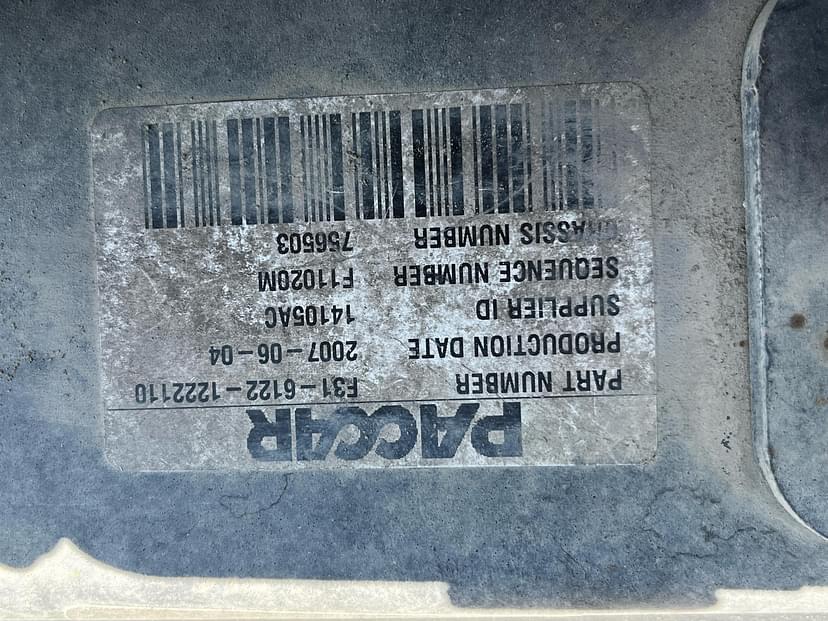 PACCAR
PART NUMBER F31-6122-1222110
PRODUCTION DATE 2007-06-04
SUPPLIER ID 14105AC
SEQUENCE NUMBER F11020M
CHASSIS NUMBER 756503